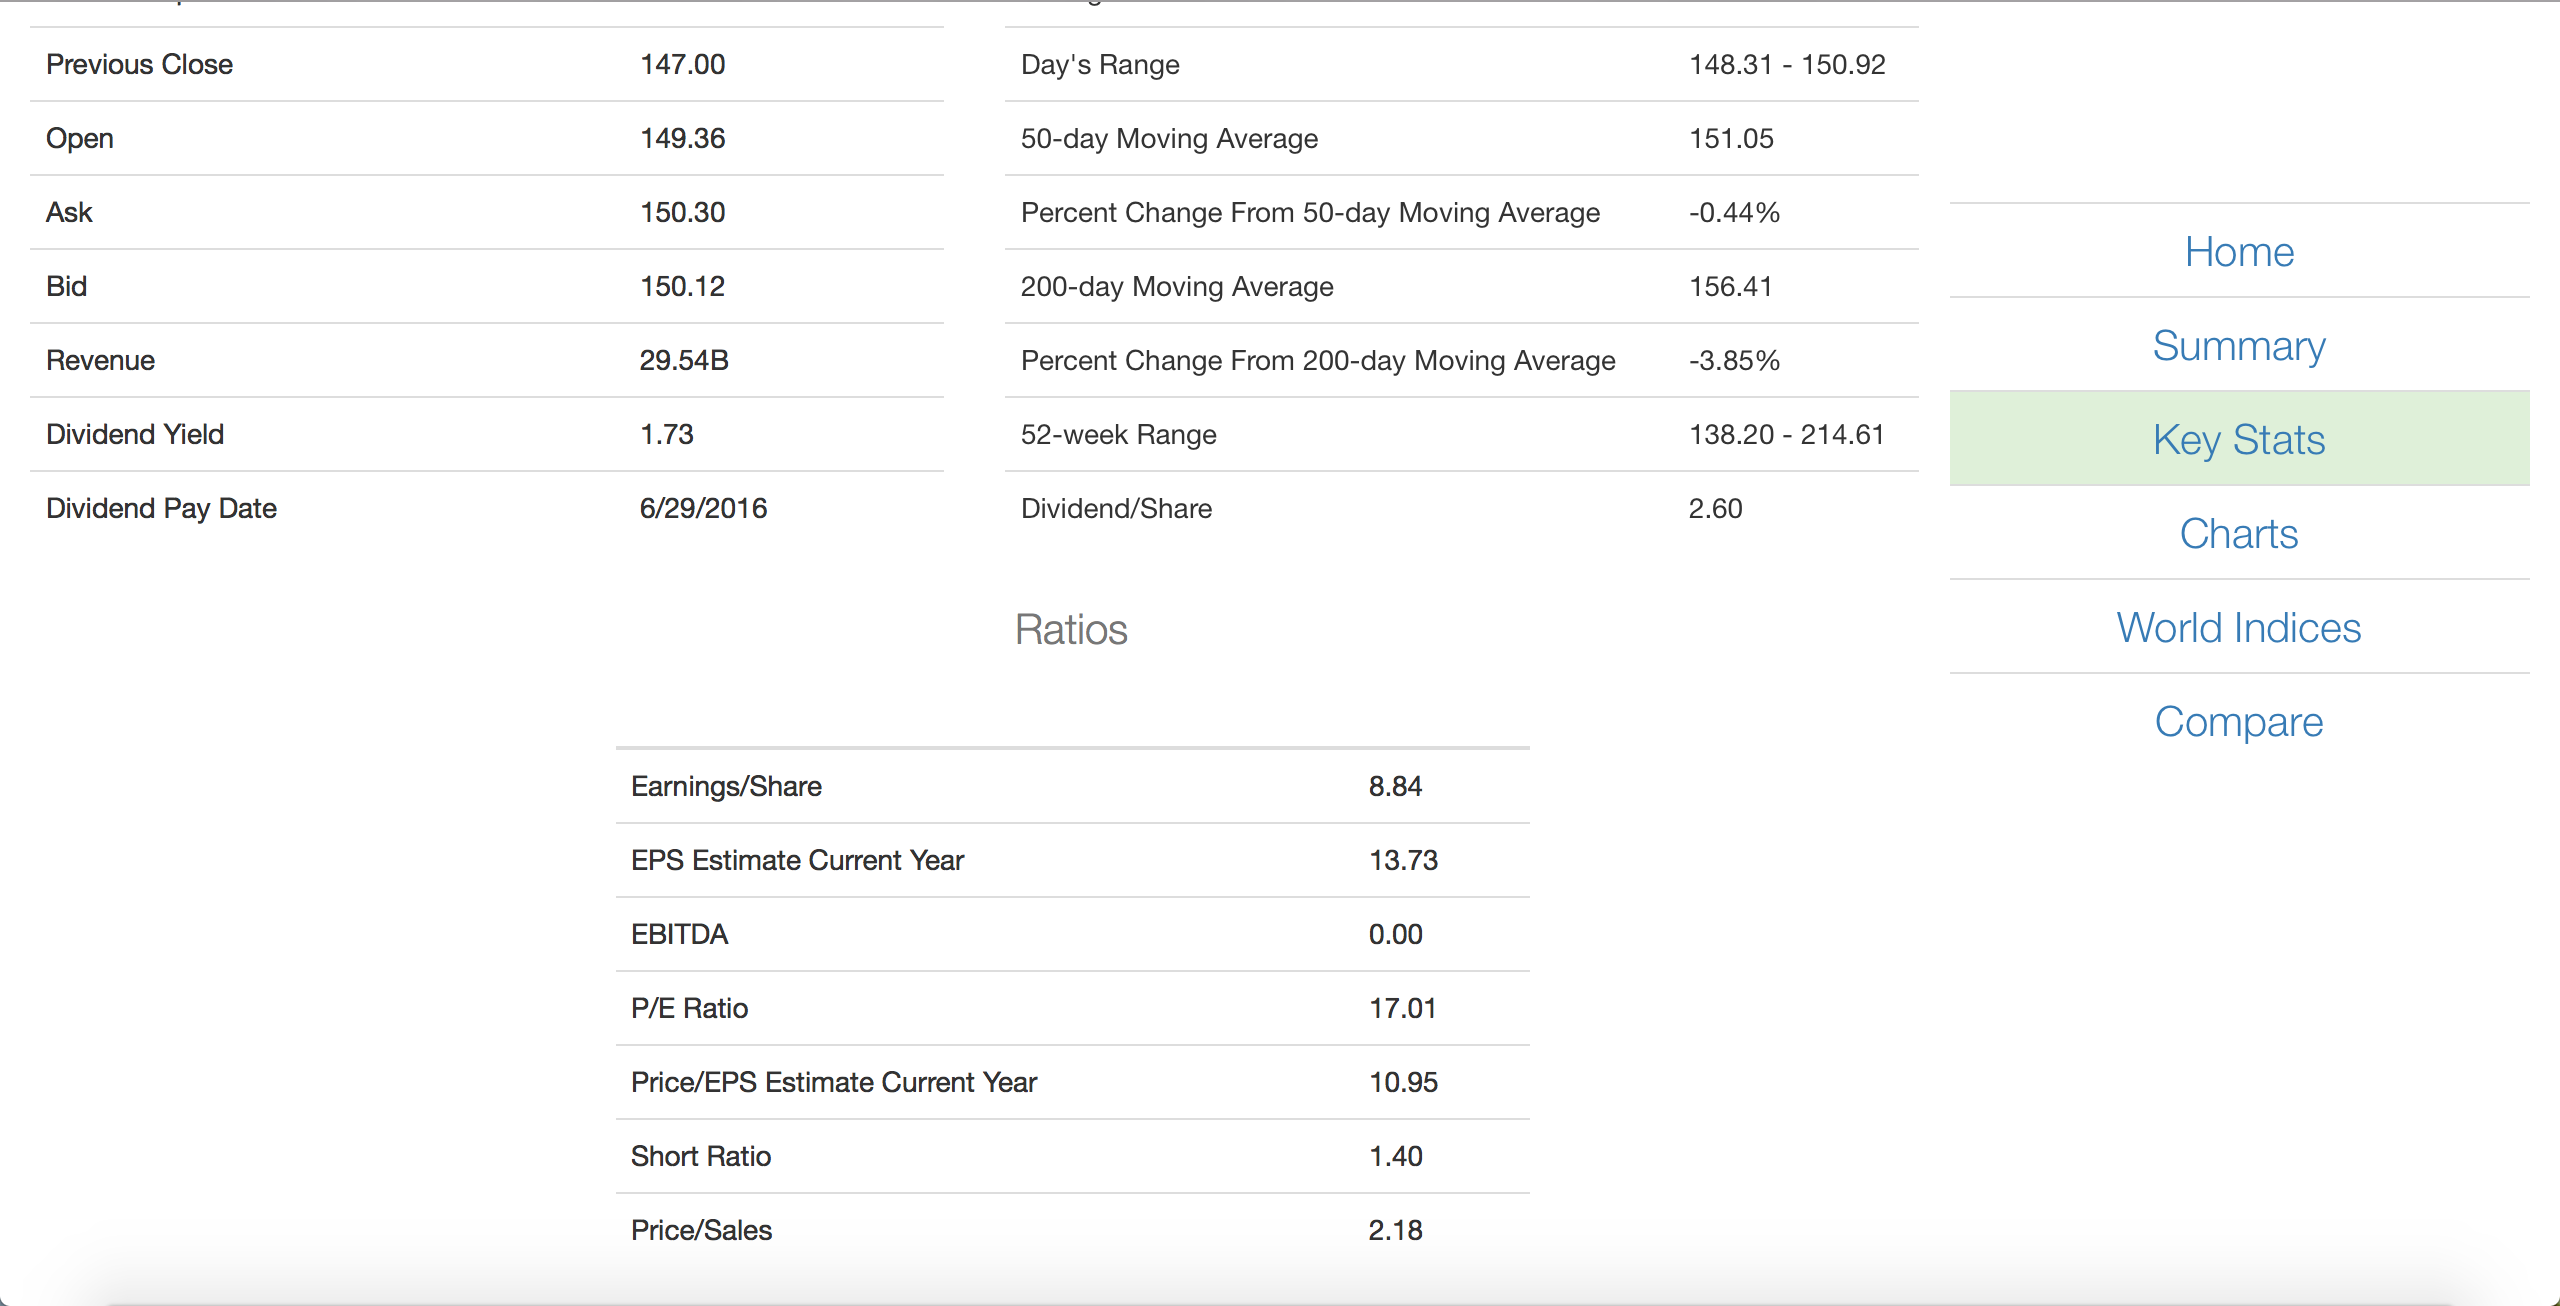 Previous Close 147.00
Open 149.36
Ask 150.30
Bid 150.12
Revenue 29.54B
Dividend Yield 1.73
Dividend Pay Date 6/29/2016
Day's Range 148.31 - 150.92
50-day Moving Average 151.05
Percent Change From 50-day Moving Average -0.44%
200-day Moving Average 156.41
Percent Change From 200-day Moving Average -3.85%
52-week Range 138.20 - 214.61
Dividend/Share 2.60
Ratios
Earnings/Share 8.84
EPS Estimate Current Year 13.73
EBITDA 0.00
P/E Ratio 17.01
Price/EPS Estimate Current Year 10.95
Short Ratio 1.40
Price/Sales 2.18
Home
Summary
Key Stats
Charts
World Indices
Compare